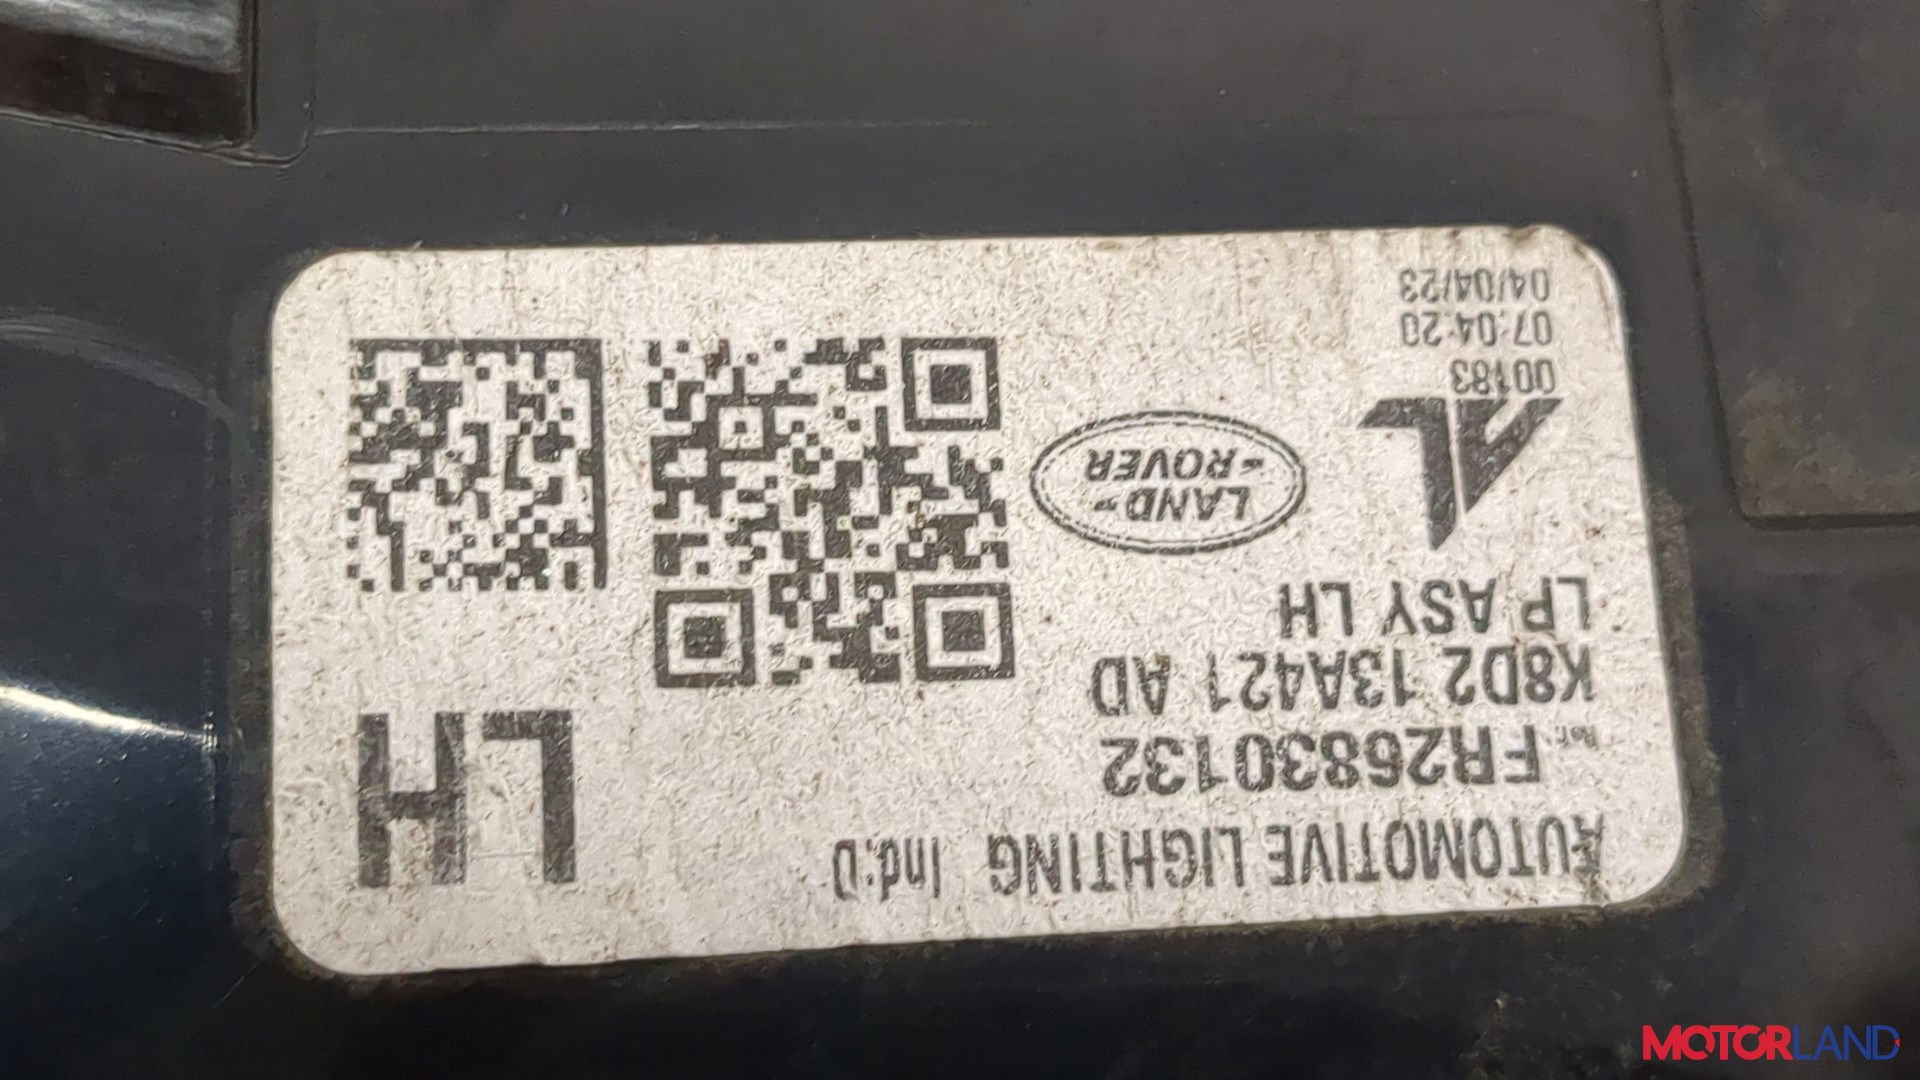 AUTOMOTIVE LIGHTING Ind:D
Nr. FR26830132
LH
K8D2 13A421 AD
LP ASY LH
AL
LAND-
-ROVER
00183
07:04:20
04/04/23
MOTORLAND